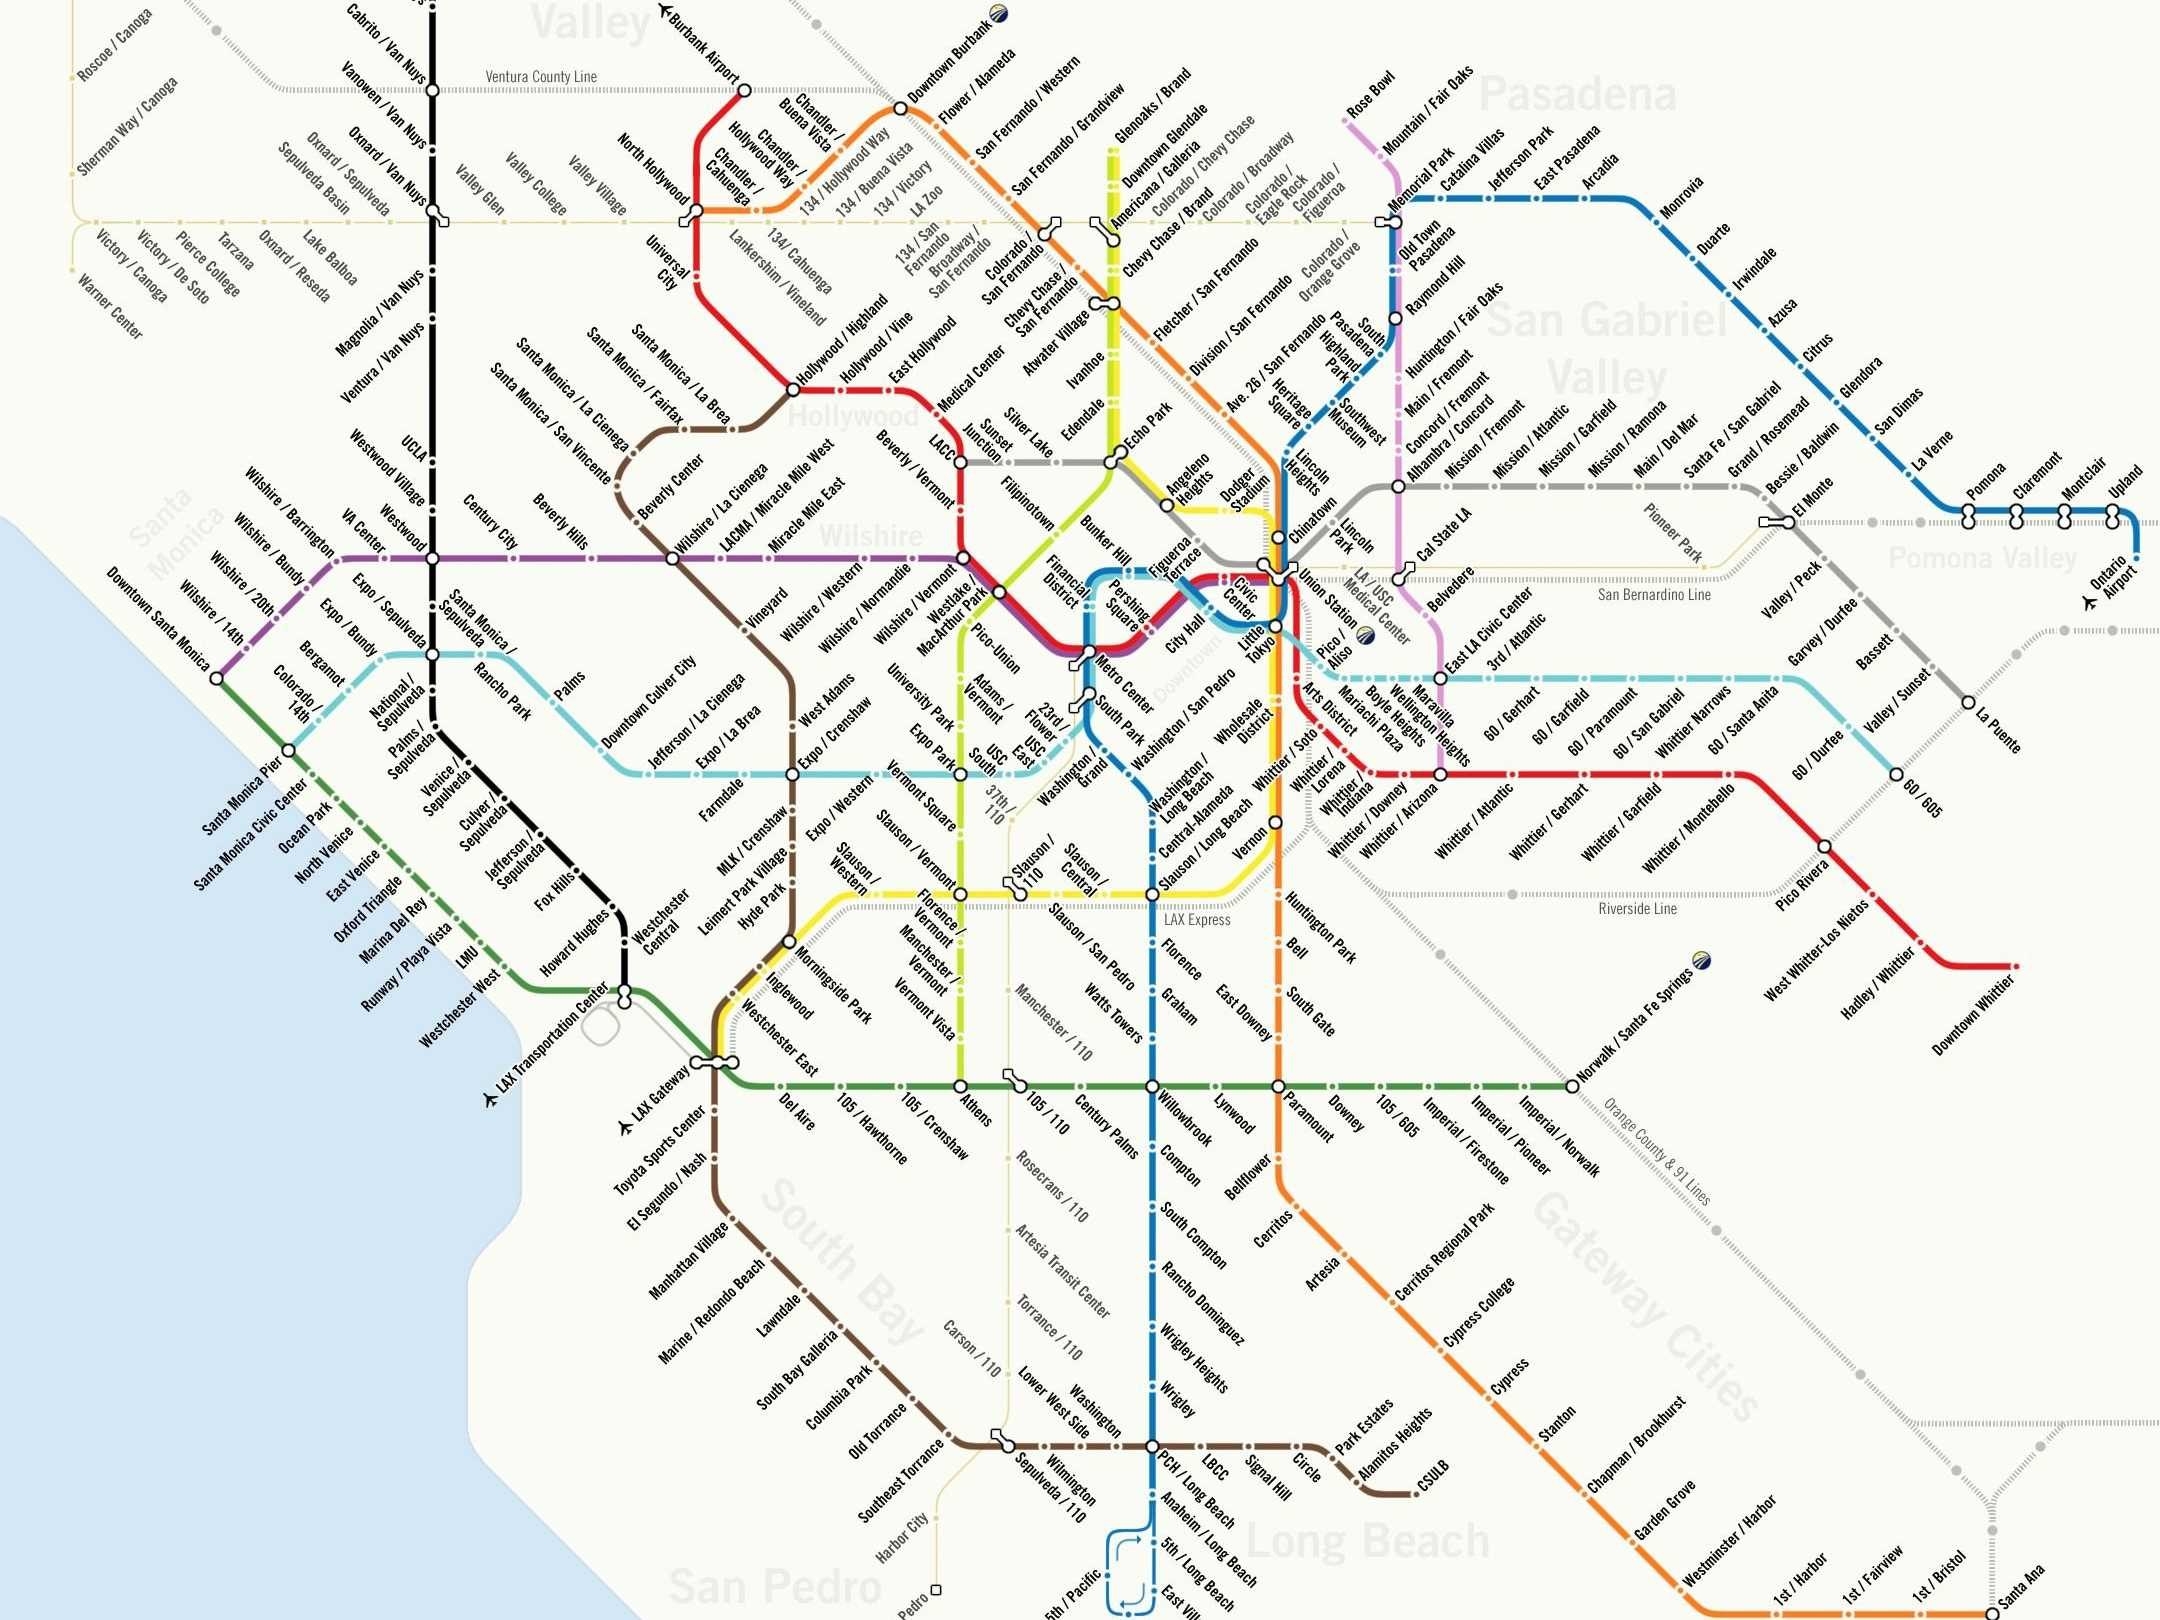 Valley
Pasadena
San Gabriel
Valley
Hollywood
Wilshire
Santa
Monica
Downtown
Pomona Valley
South Bay
Gateway Cities
Long Beach
San Pedro
Ventura County Line
San Bernardino Line
Riverside Line
LAX Express
Orange County & 91 Lines
Roscoe / Canoga
Sherman Way / Canoga
Warner Center
Victory / Canoga
Victory / De Soto
Pierce College
Tarzana
Oxnard / Reseda
Lake Balboa
Sepulveda Basin
Oxnard / Sepulveda
Valley Glen
Valley College
Valley Village
Lankershim / Vineland
134/ Cahuenga
134 / Hollywood Way
134 / Buena Vista
134 / Victory
LA Zoo
134 / San
Fernando
Broadway /
San Fernando
Colorado / Chevy Chase
Colorado / Broadway
Colorado /
Eagle Rock
Colorado /
Figueroa
Colorado /
Orange Grove
Cabrito / Van Nuys
Vanowen / Van Nuys
Oxnard / Van Nuys
Magnolia / Van Nuys
Ventura / Van Nuys
UCLA
Westwood Village
Westwood
Expo / Sepulveda
Santa Monica /
Sepulveda
National /
Sepulveda
Palms /
Sepulveda
Venice /
Sepulveda
Culver /
Sepulveda
Jefferson /
Sepulveda
Fox Hills
Howard Hughes
Westchester
Central
LAX Transportation Center
Burbank Airport
North Hollywood
Universal
City
Hollywood / Highland
Hollywood / Vine
East Hollywood
Medical Center
LACC
Beverly / Vermont
Wilshire / Vermont
Westlake /
MacArthur Park
Metro Center
Pershing
Square
Civic
Center
Union Station
Arts District
Whittier / Soto
Whittier /
Lorena
Whittier /
Indiana
Whittier / Downey
Whittier / Arizona
Whittier / Atlantic
Whittier / Gerhart
Whittier / Garfield
Whittier / Montebello
Pico Rivera
West Whitter-Los Nietos
Hadley / Whittier
Downtown Whittier
Chandler /
Cahuenga
Chandler /
Hollywood Way
Chandler /
Buena Vista
Downtown Burbank
Flower / Alameda
San Fernando / Western
San Fernando / Grandview
Colorado /
San Fernando
Chevy Chase /
San Fernando
Atwater Village
Fletcher / San Fernando
Division / San Fernando
Ave. 26 / San Fernando
Chinatown
Little
Tokyo
Washington / San Pedro
Wholesale
District
Vernon
Huntington Park
Bell
South Gate
East Downey
Paramount
Bellflower
Cerritos
Artesia
Cerritos Regional Park
Cypress College
Cypress
Stanton
Chapman / Brookhurst
Garden Grove
Westminster / Harbor
1st / Harbor
1st / Fairview
1st / Bristol
Santa Ana
Glenoaks / Brand
Downtown Glendale
Americana / Galleria
Chevy Chase / Brand
Ivanhoe
Edendale
Echo Park
Filipinotown
Pico-Union
Adams /
Vermont
University Park
Expo Park
Vermont Square
Slauson / Vermont
Florence /
Vermont
Manchester /
Vermont
Vermont Vista
Athens
Sunset
Junction
Silver Lake
Angeleno
Heights
Figueroa
Terrace
Dodger
Stadium
Lincoln
Park
Alhambra / Concord
Mission / Fremont
Mission / Atlantic
Mission / Garfield
Mission / Ramona
Main / Del Mar
Santa Fe / San Gabriel
Grand / Rosemead
Bessie / Baldwin
El Monte
Valley / Peck
Garvey / Durfee
Bassett
Valley / Sunset
La Puente
LA / USC
Medical Center
Pioneer Park
Rose Bowl
Mountain / Fair Oaks
Memorial Park
Old Town
Pasadena
Raymond Hill
Huntington / Fair Oaks
Main / Fremont
Concord / Fremont
Cal State LA
Belvedere
East LA Civic Center
Catalina Villas
Jefferson Park
East Pasadena
Arcadia
Monrovia
Duarte
Irwindale
Azusa
Citrus
Glendora
San Dimas
La Verne
Pomona
Claremont
Montclair
Upland
Ontario
Airport
South
Pasadena
Highland
Park
Southwest
Museum
Heritage
Square
Lincoln
Heights
City Hall
Bunker Hill
Financial
District
South Park
Washington /
Grand
Washington /
Long Beach
Central-Alameda
Slauson / Long Beach
Florence
Graham
Watts Towers
Willowbrook
Compton
South Compton
Rancho Dominguez
Wrigley Heights
Wrigley
PCH / Long Beach
Anaheim / Long Beach
5th / Long Beach
5th / Pacific
Santa Monica / La Brea
Santa Monica / Fairfax
Santa Monica / La Cienega
Santa Monica / San Vincente
Beverly Center
Wilshire / La Cienega
Vineyard
West Adams
Expo / Crenshaw
MLK / Crenshaw
Leimert Park Village
Hyde Park
Morningside Park
Inglewood
Westchester East
LAX Gateway
Toyota Sports Center
El Segundo / Nash
Manhattan Village
Marine / Redondo Beach
Lawndale
South Bay Galleria
Columbia Park
Old Torrance
Southeast Torrance
Sepulveda / 110
Wilmington
Lower West Side
Washington
LBCC
Signal Hill
Circle
Park Estates
Alamitos Heights
CSULB
Downtown Santa Monica
Wilshire / 14th
Wilshire / 20th
Wilshire / Bundy
Wilshire / Barrington
VA Center
Century City
Beverly Hills
LACMA / Miracle Mile West
Miracle Mile East
Wilshire / Western
Wilshire / Normandie
Santa Monica Pier
Colorado /
14th
Bergamot
Expo / Bundy
Rancho Park
Palms
Downtown Culver City
Jefferson / La Cienega
Expo / La Brea
Farmdale
Expo / Western
USC
South
USC
East
23rd /
Flower
Pico /
Aliso
Mariachi Plaza
Boyle Heights
Wellington Heights
Maravilla
3rd / Atlantic
60 / Gerhart
60 / Garfield
60 / Paramount
60 / San Gabriel
Whittier Narrows
60 / Santa Anita
60 / Durfee
60 / 605
Slauson /
Western
Slauson /
110
Slauson / San Pedro
Slauson /
Central
Santa Monica Civic Center
Ocean Park
North Venice
East Venice
Oxford Triangle
Marina Del Rey
Runway / Playa Vista
LMU
Westchester West
Del Aire
105 / Hawthorne
105 / Crenshaw
105 / 110
Century Palms
Lynwood
Downey
105 / 605
Imperial / Firestone
Imperial / Pioneer
Imperial / Norwalk
Norwalk / Santa Fe Springs
37th /
110
Manchester / 110
Rosecrans / 110
Artesia Transit Center
Torrance / 110
Carson / 110
Harbor City
Pedro